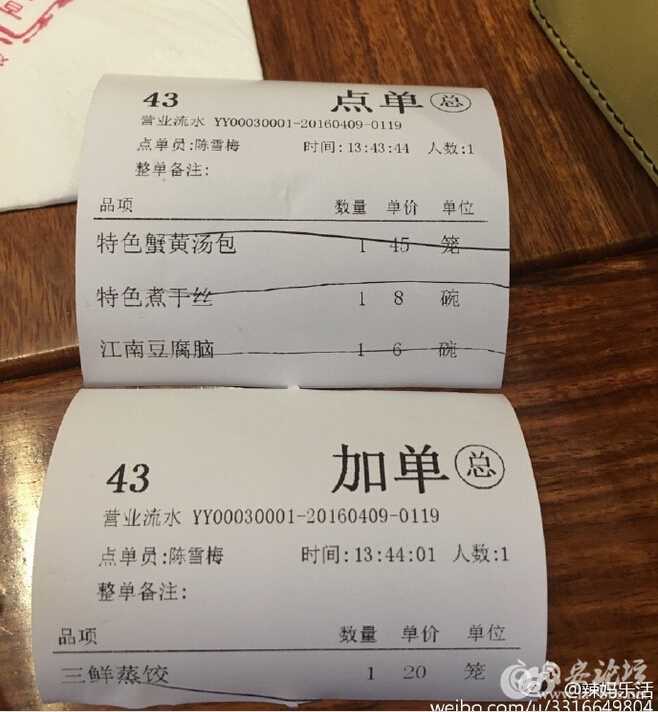 43 点单 总
营业流水 YY00030001-20160409-0119
点单员:陈雪梅 时间:13:43:44 人数:1
整单备注:
品项 数量 单价 单位
特色蟹黄汤包 1 45 笼
特色煮干丝 1 8 碗
江南豆腐脑 1 6 碗
43 加单 总
营业流水 YY00030001-20160409-0119
点单员:陈雪梅 时间:13:44:01 人数:1
整单备注:
品项 数量 单价 单位
三鲜蒸饺 1 20 笼
论坛
@辣妈乐活
weibo.com/u/3316649804